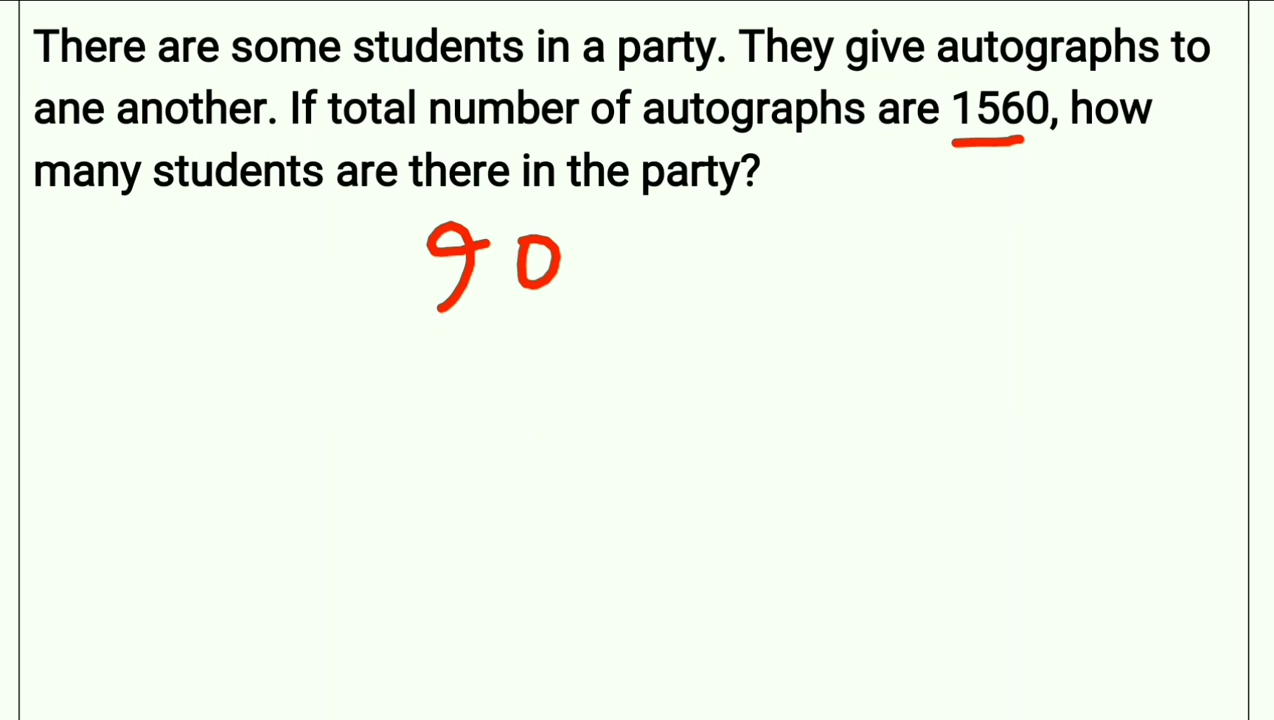 There are some students in a party. They give autographs to
ane another. If total number of autographs are 1560, how
many students are there in the party?
90